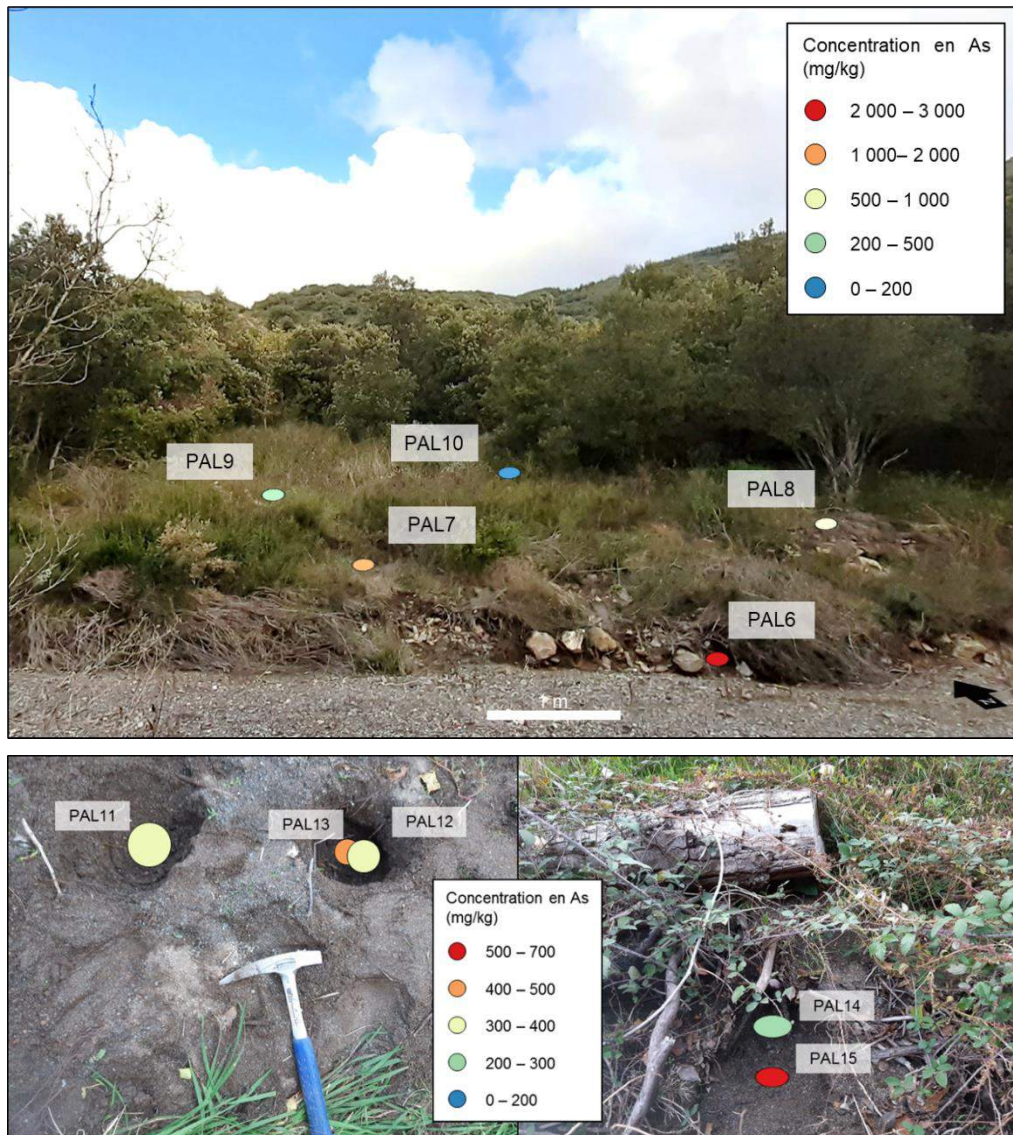 Concentration en As
(mg/kg)
2 000 – 3 000
1 000– 2 000
500 – 1 000
200 – 500
0 – 200
PAL10
PAL9
PAL8
PAL7
PAL6
1 m
N
PAL11
PAL13
PAL12
Concentration en As
(mg/kg)
500 – 700
400 – 500
300 – 400
200 – 300
0 – 200
PAL14
PAL15